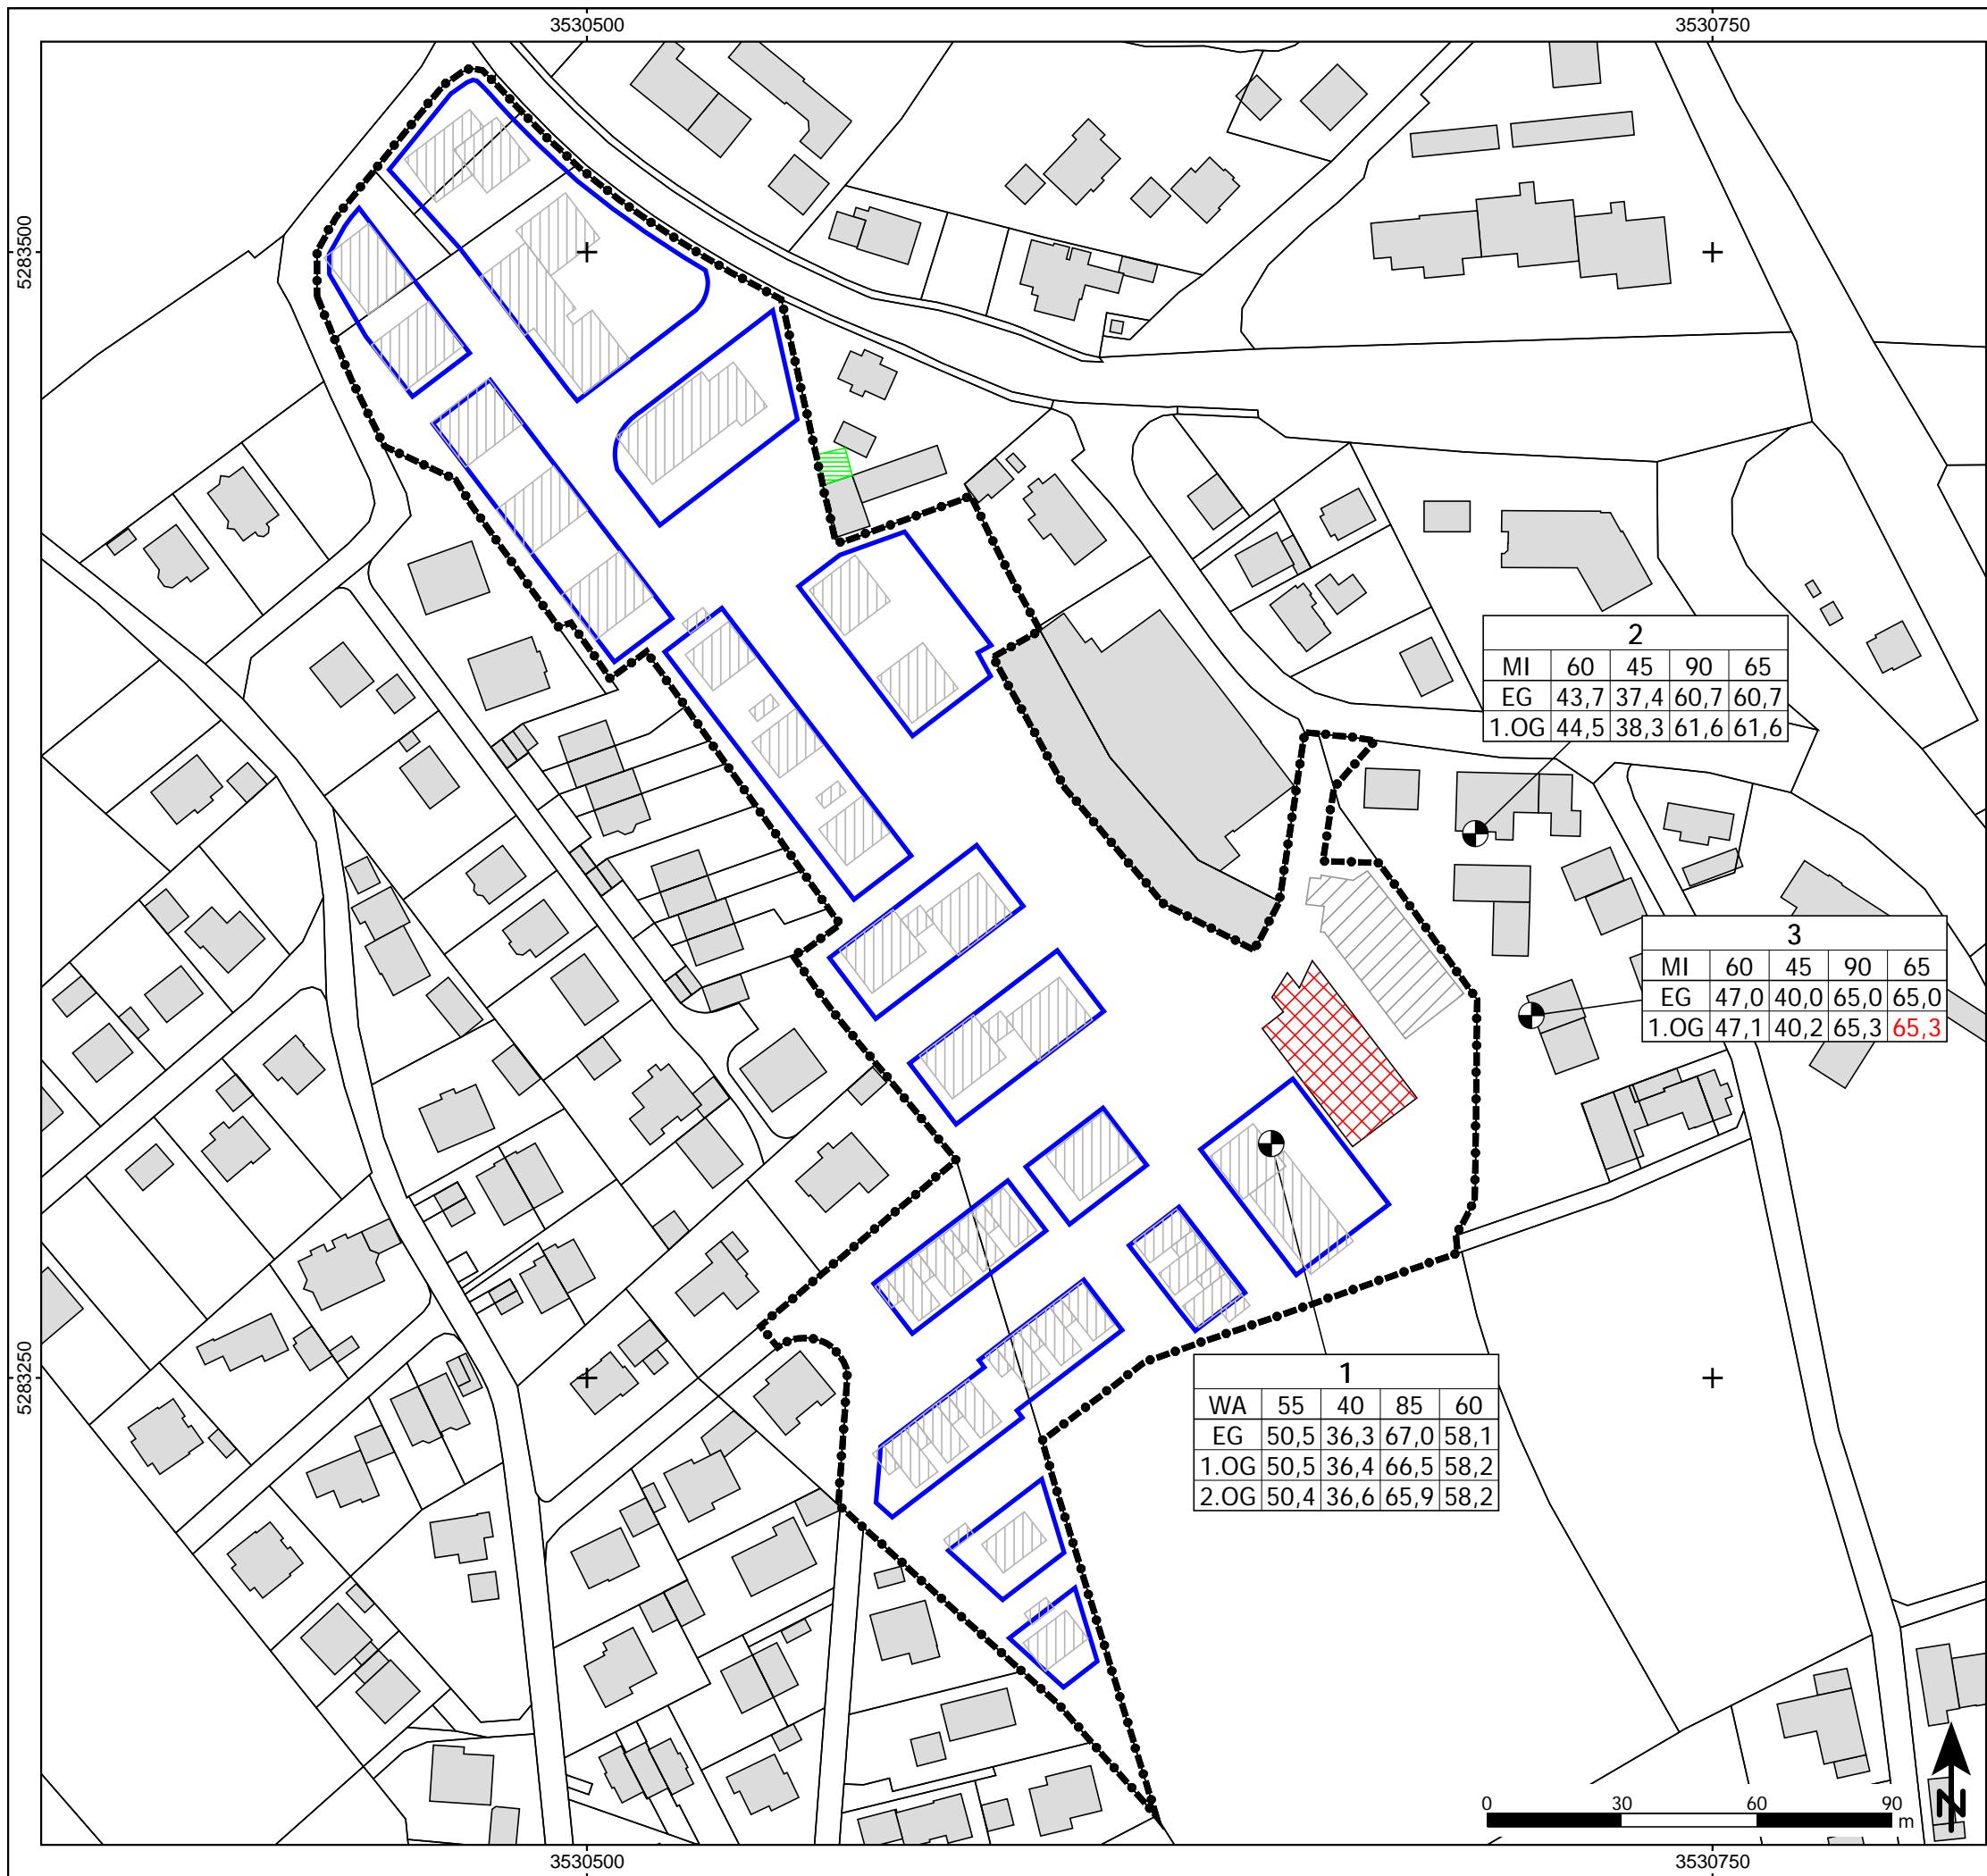 3530500 3530750
5283500
2
MI 60 45 90 65
EG 43,7 37,4 60,7 60,7
1.OG 44,5 38,3 61,6 61,6
3
MI 60 45 90 65
EG 47,0 40,0 65,0 65,0
1.OG 47,1 40,2 65,3 65,3
5283250
1
WA 55 40 85 60
EG 50,5 36,3 67,0 58,1
1.OG 50,5 36,4 66,5 58,2
2.OG 50,4 36,6 65,9 58,2
0 30 60 90
m
N
3530500 3530750